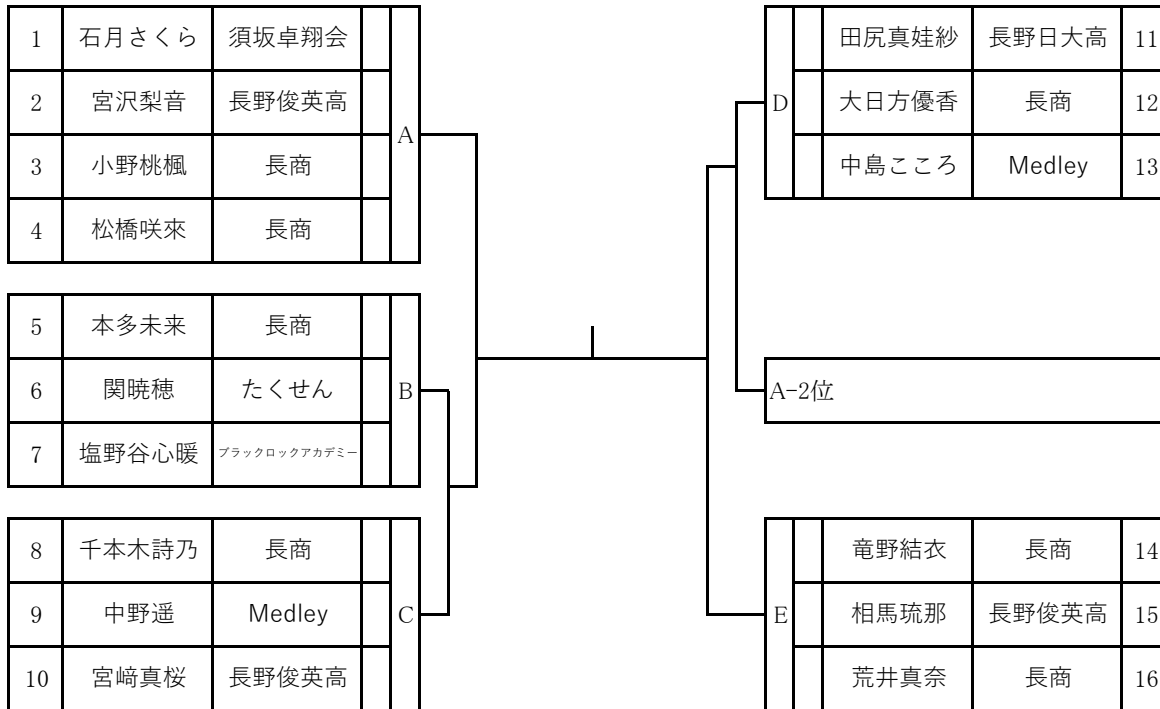 1 石月さくら 須坂卓翔会
2 宮沢梨音 長野俊英高
3 小野桃楓 長商
4 松橋咲來 長商
A
5 本多未来 長商
6 関暁穂 たくせん
7 塩野谷心暖 ブラックロックアカデミー
B
8 千本木詩乃 長商
9 中野遥 Medley
10 宮﨑真桜 長野俊英高
C
田尻真娃紗 長野日大高 11
大日方優香 長商 12
中島こころ Medley 13
D
A-2位
竜野結衣 長商 14
相馬琉那 長野俊英高 15
荒井真奈 長商 16
E